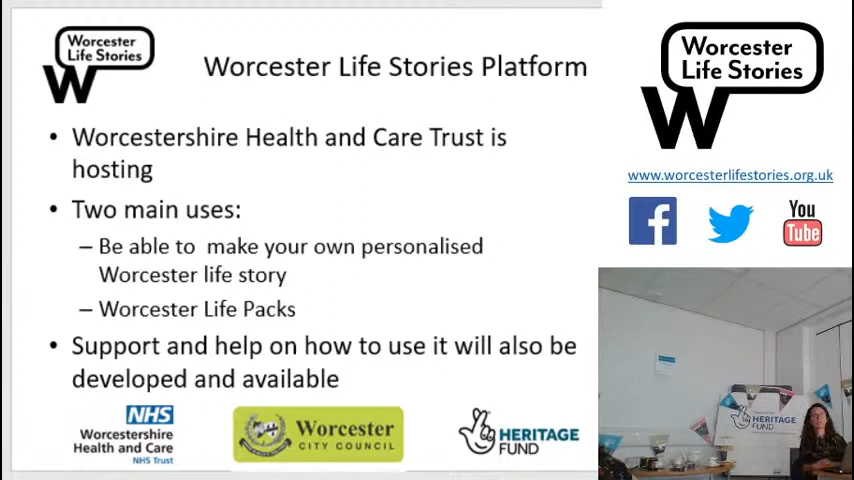 Worcester
Life Stories
W
Worcester Life Stories Platform
• Worcestershire Health and Care Trust is
hosting
• Two main uses:
– Be able to make your own personalised
Worcester life story
– Worcester Life Packs
• Support and help on how to use it will also be
developed and available
NHS
Worcestershire
Health and Care
NHS Trust
Worcester
CITY COUNCIL
HERITAGE
FUND
Worcester
Life Stories
W
www.worcesterlifestories.org.uk
f
You
Tube
HERITAGE
FUND